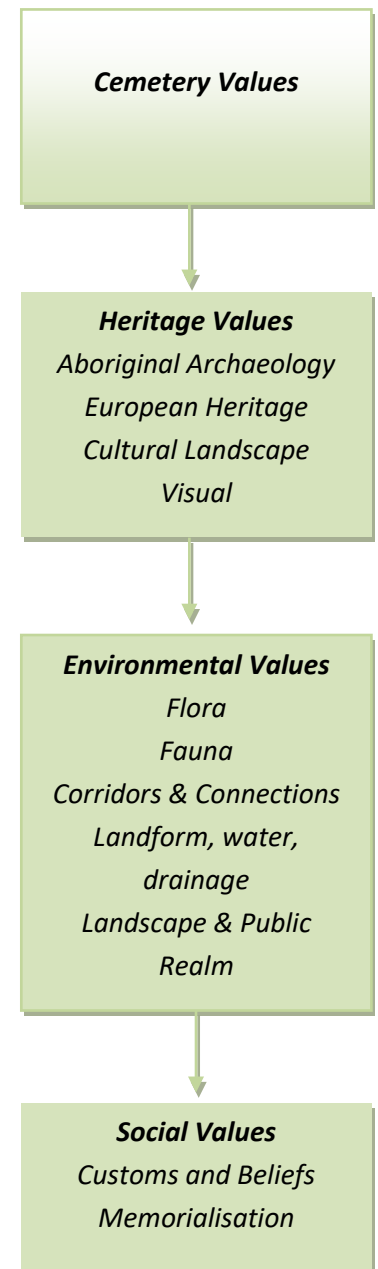 Cemetery Values
Heritage Values
Aboriginal Archaeology
European Heritage
Cultural Landscape
Visual
Environmental Values
Flora
Fauna
Corridors & Connections
Landform, water,
drainage
Landscape & Public
Realm
Social Values
Customs and Beliefs
Memorialisation